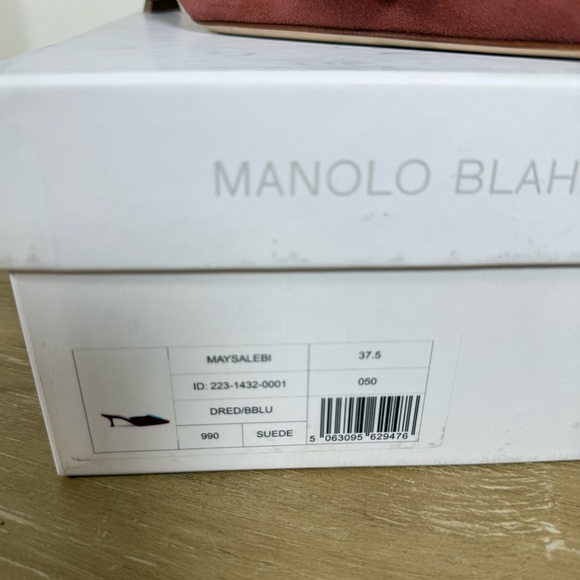 MANOLO BLAH
MAYSALEBI 37.5
ID: 223-1432-0001 050
DRED/BBLU
990 SUEDE 5 063095 629476